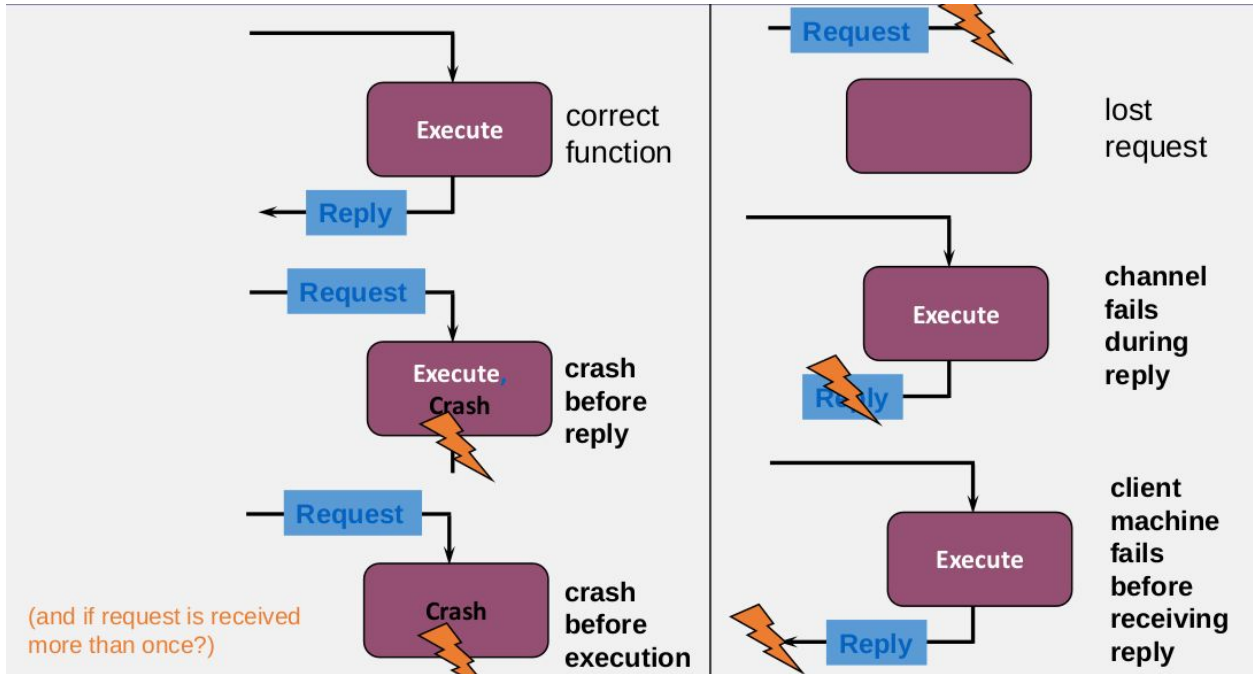 Execute
correct
function
Reply
Request
Execute,
Crash
crash
before
reply
Request
Crash
crash
before
execution
(and if request is received
more than once?)
Request
lost
request
Execute
channel
fails
during
reply
Reply
Execute
client
machine
fails
before
receiving
reply
Reply